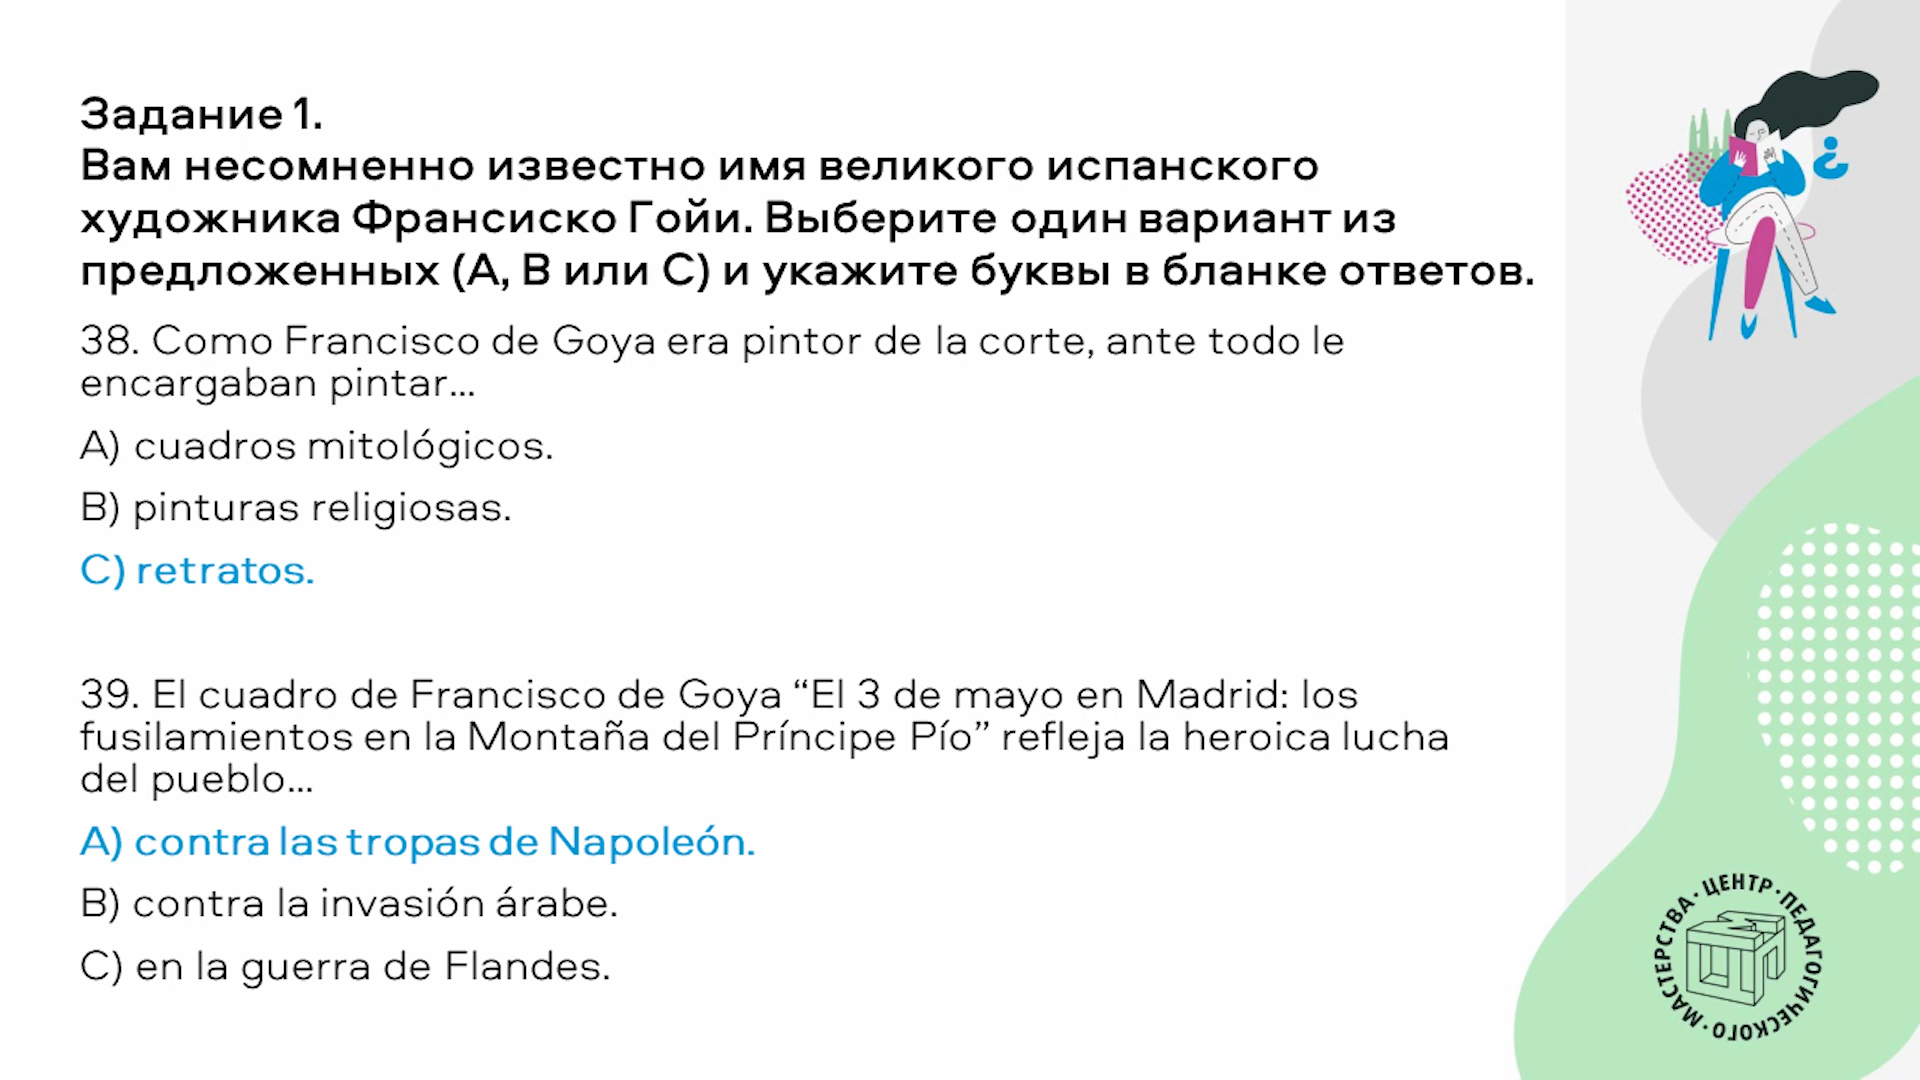 Задание 1.
Вам несомненно известно имя великого испанского
художника Франсиско Гойи. Выберите один вариант из
предложенных (А, В или С) и укажите буквы в бланке ответов.
38. Como Francisco de Goya era pintor de la corte, ante todo le
encargaban pintar...
A) cuadros mitológicos.
B) pinturas religiosas.
C) retratos.
39. El cuadro de Francisco de Goya “El 3 de mayo en Madrid: los
fusilamientos en la Montaña del Príncipe Pío” refleja la heroica lucha
del pueblo...
A) contra las tropas de Napoleón.
B) contra la invasión árabe.
C) en la guerra de Flandes.
¿
ЦЕНТР · ПЕДАГОГИЧЕСКОГО · МАСТЕРСТВА ·